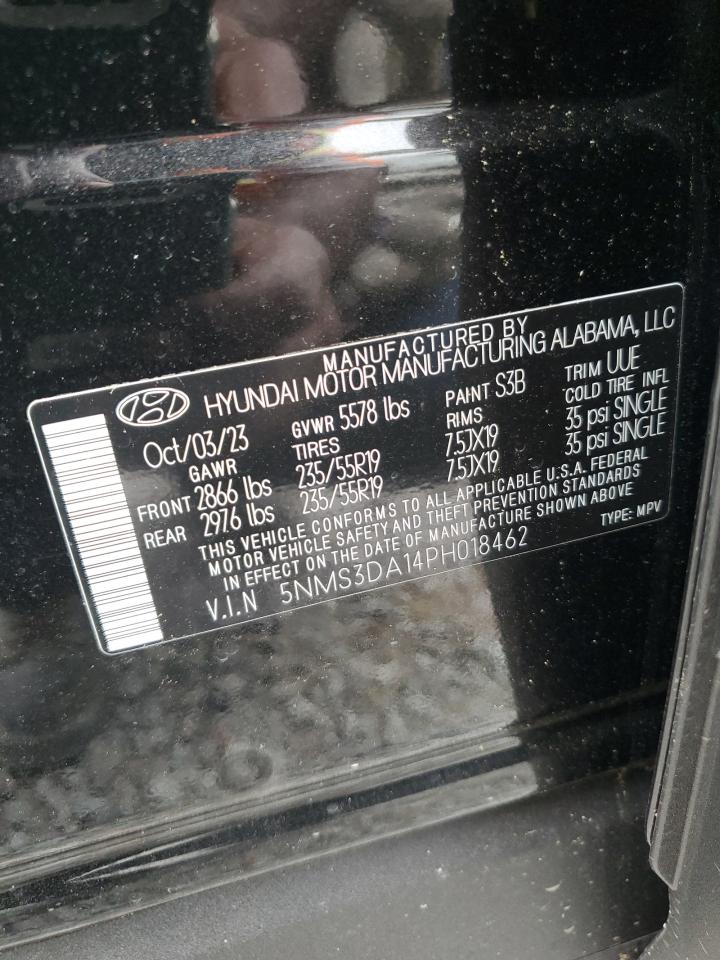 MANUFACTURED BY
HYUNDAI MOTOR MANUFACTURING ALABAMA, LLC
Oct/03/23 GVWR 5578 lbs PAINT S3B TRIM UUE
GAWR TIRES RIMS COLD TIRE INFL
FRONT 2866 lbs 235/55R19 7.5JX19 35 psi SINGLE
REAR 2976 lbs 235/55R19 7.5JX19 35 psi SINGLE
THIS VEHICLE CONFORMS TO ALL APPLICABLE U.S.A. FEDERAL
MOTOR VEHICLE SAFETY AND THEFT PREVENTION STANDARDS
IN EFFECT ON THE DATE OF MANUFACTURE SHOWN ABOVE
V.I.N 5NMS3DA14PH018462 TYPE: MPV